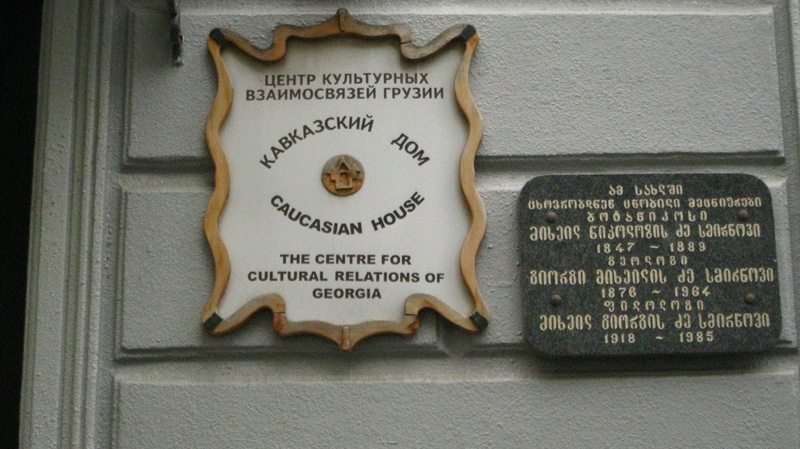 ЦЕНТР КУЛЬТУРНЫХ
ВЗАИМОСВЯЗЕЙ ГРУЗИИ
КАВКАЗСКИЙ ДОМ
CAUCASIAN HOUSE
THE CENTRE FOR
CULTURAL RELATIONS OF
GEORGIA
ამ სახლში
ცხოვრობდნენ ცნობილი მეცნიერები
ბოტანიკოსი
მიხეილ ნიკოლოზის ძე სმირნოვი
1847 ~ 1889
გეოლოგი
გიორგი მიხეილის ძე სმირნოვი
1876 ~ 1964
ფილოლოგი
მიხეილ გიორგის ძე სმირნოვი
1918 ~ 1985